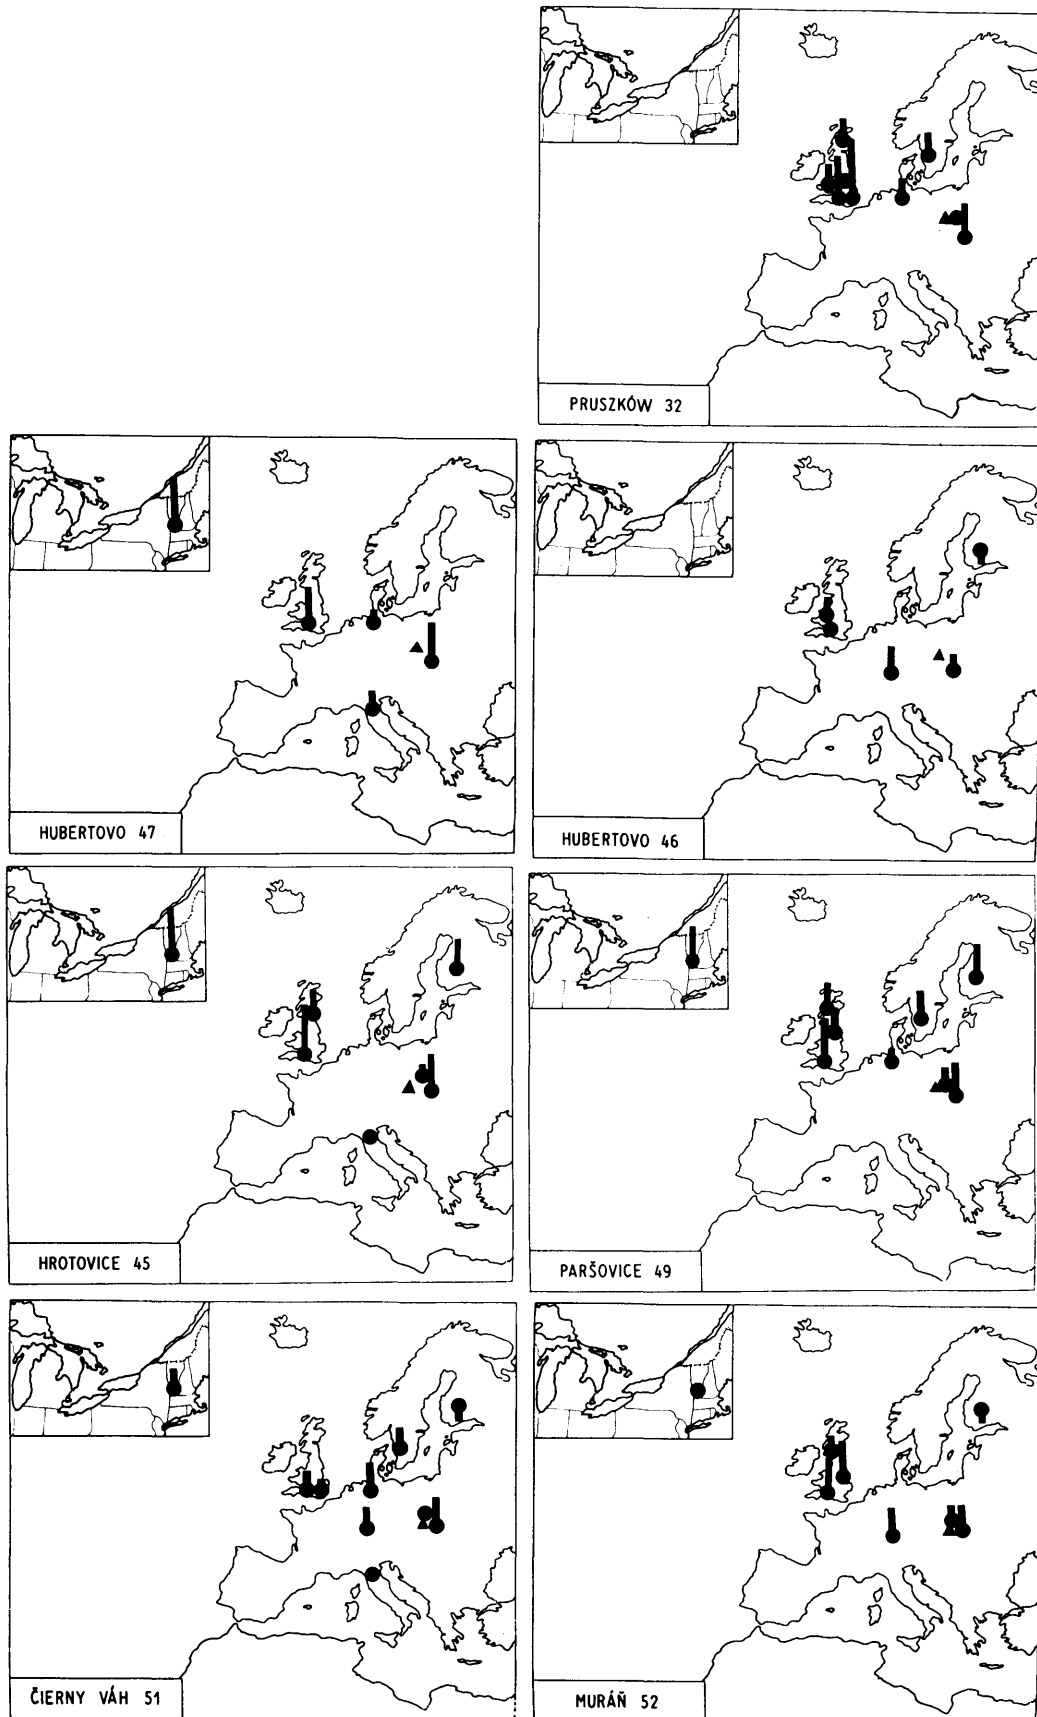 PRUSZKÓW 32
HUBERTOVO 47
HUBERTOVO 46
HROTOVICE 45
PARŠOVICE 49
ČIERNY VÁH 51
MURÁŇ 52